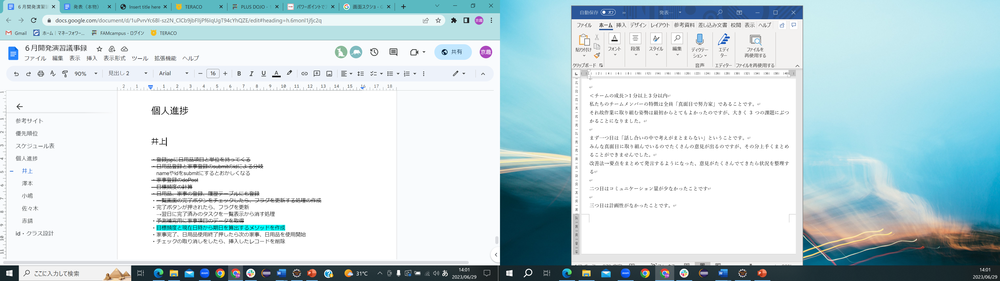 ６月開発演習議
発表（本物）
Insert title here
TERACO
PLUS DOJO -
パワーポイントで
画面スクショ - G
docs.google.com/document/d/1uPvrvYc6Bl-sz2N_ClCb9jbFlIjPf6IqUgT94cYhQZE/edit#heading=h.6monl1jfjc2q
京趣
Gmail
ホーム｜マネーフォワー...
FAMcampus - ログイン
TERACO
６月開発演習議事録
共有
京趣
ファイル 編集 表示 挿入 表示形式 ツール 拡張機能 ヘルプ
90%
見出し 2
Arial
16
2 1 1 2 3 4 5 6 7 8 9 10 11 12 13 14 15 16 17 18
参考サイト
優先順位
スケジュール表
個人進捗
井上
澤本
小嶋
佐々木
赤錆
id・クラス設計
個人進捗
井上
・登録jspに日用品項目と単位を持ってくる
・日用品登録と家事登録のsubmitのidによる分岐
nameやidをsubmitにするとおかしくなる
・家事登録のdoPost
・目標頻度の計算
・日用品、家事の登録、履歴テーブルにも登録
・一覧画面の完了ボタンをチェックしたら、フラグを更新する処理の作成
・完了ボタンが押されたら、フラグを更新
→翌日に完了済みのタスクを一覧表示から消す処理
・予測補完用に家事項目のデータを取得
・目標頻度と現在日時から期日を算出するメソッドを作成
・家事完了、日用品使用終了押したら次の家事、日用品を使用開始
・チェックの取り消しをしたら、挿入したレコードを削除
ここに入力して検索
31°C
あ
14:01
2023/06/29
自動保存
オフ
発表…
ファイル ホーム 挿入 デザイン レイアウト 参考資料 差し込み文書 校閲 表示 ヘルプ
貼り付け
フォント
段落
スタイル
編集
ディクテー
ション
エディ
ター
ファイルを
再使用する
クリップボード
音声
エディター
ファイルを再使用する
＜チームの成長＞1 分以上 3 分以内
私たちのチームメンバーの特徴は全員「真面目で努力家」であることです。
それ故作業に取り組む姿勢は最初からとてもよかったのですが、大きく 3 つの課題にぶつ
かることになりました。
まず一つ目は「話し合いの中で考えがまとまらない」ということです。
みんな真面目に取り組んでいるのでたくさんの意見が出るのですが、その分上手くまとめ
ることができませんでした。
改善法→要点をまとめて発言するようになった、意見がたくさんでてきたら状況を整理す
る
二つ目はコミュニケーション量が少なかったことです
三つ目は計画性がなかったことです。
14:01
2023/06/29